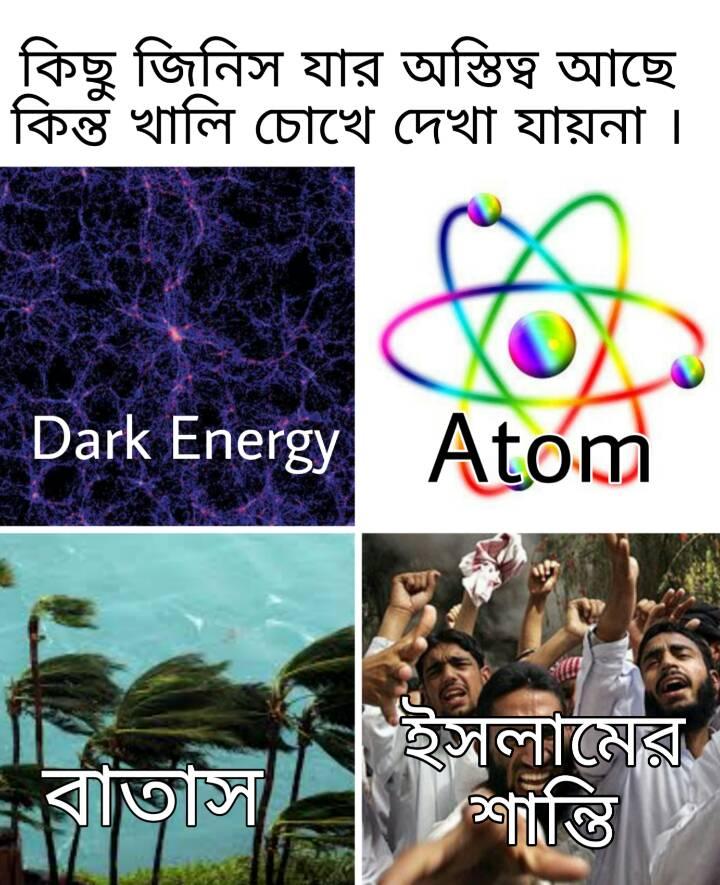 কিছু জিনিস যার অস্তিত্ব আছে
কিন্ত খালি চোখে দেখা যায়না ।
Dark Energy
Atom
বাতাস
ইসলামের
শান্তি